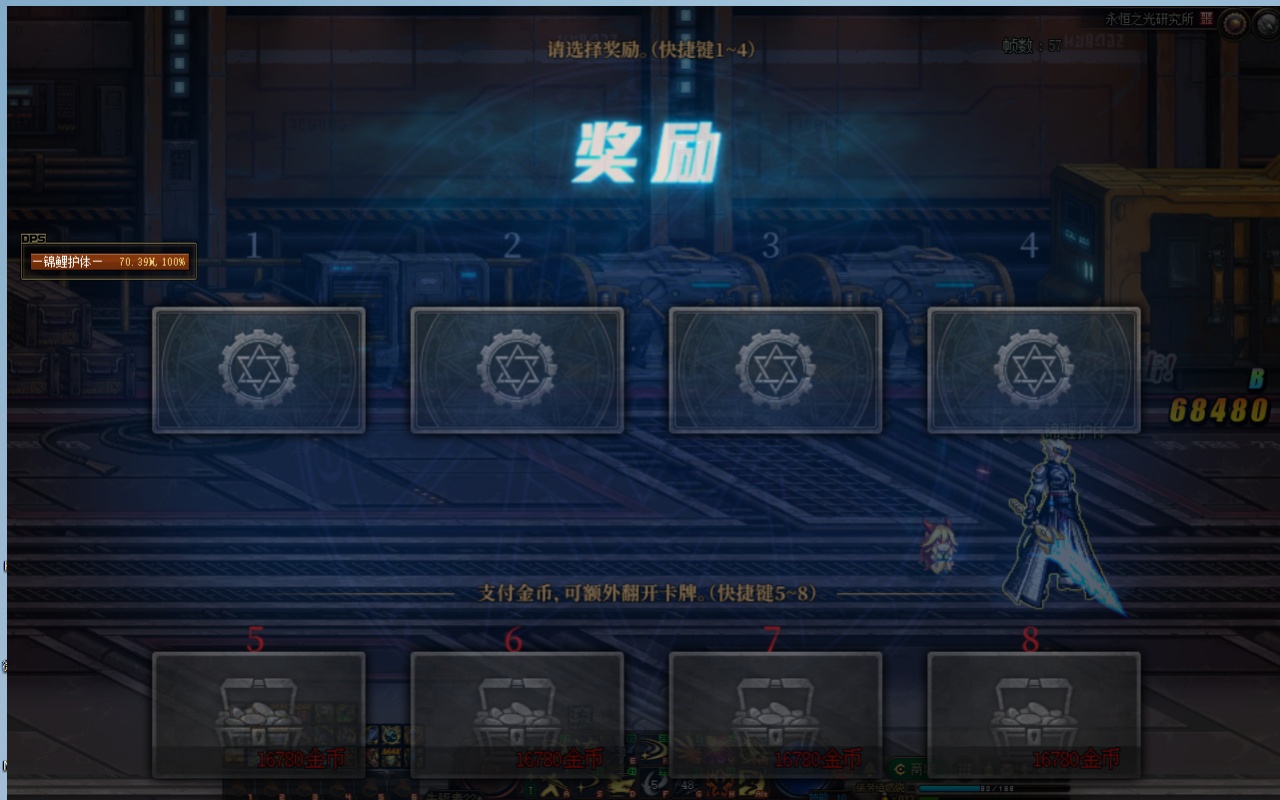 永恒之光研究所
请选择奖励。(快捷键1~4)
帧数 : 57
奖励
DPS
一锦鲤护体一 70.39M, 100%
1 2 3 4
B
68480
锦鲤护体
支付金币,可额外翻开卡牌。(快捷键5~8)
5 6 7 8
16780金币 16780金币 16780金币 16780金币